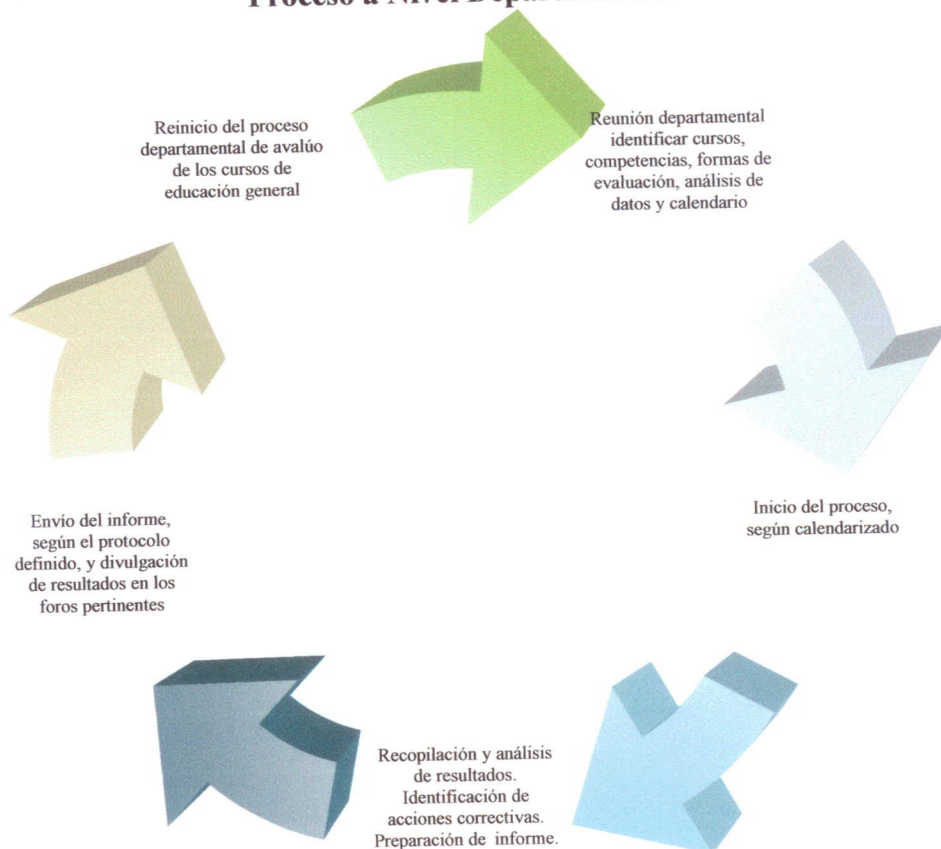 Proceso a Nivel
Reinicio del proceso
departamental de avalúo
de los cursos de
educación general
Reunión departamental
identificar cursos,
competencias, formas de
evaluación, análisis de
datos y calendario
Inicio del proceso,
según calendarizado
Recopilación y análisis
de resultados.
Identificación de
acciones correctivas.
Preparación de informe.
Envío del informe,
según el protocolo
definido, y divulgación
de resultados en los
foros pertinentes